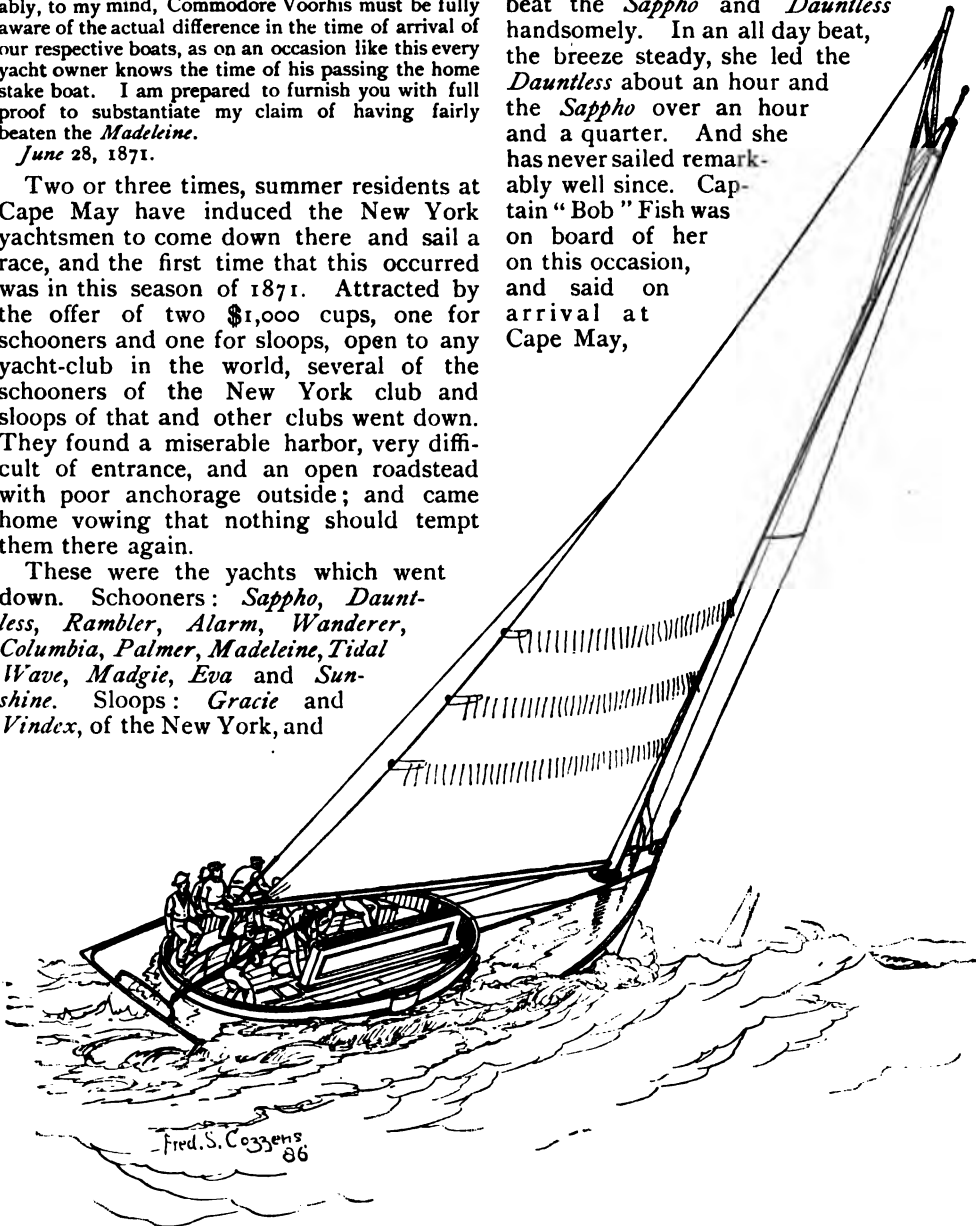 ably, to my mind, Commodore Voorhis must be fully
aware of the actual difference in the time of arrival of
our respective boats, as on an occasion like this every
yacht owner knows the time of his passing the home
stake boat. I am prepared to furnish you with full
proof to substantiate my claim of having fairly
beaten the Madeleine.
June 28, 1871.
Two or three times, summer residents at
Cape May have induced the New York
yachtsmen to come down there and sail a
race, and the first time that this occurred
was in this season of 1871. Attracted by
the offer of two $1,000 cups, one for
schooners and one for sloops, open to any
yacht-club in the world, several of the
schooners of the New York club and
sloops of that and other clubs went down.
They found a miserable harbor, very diffi-
cult of entrance, and an open roadstead
with poor anchorage outside; and came
home vowing that nothing should tempt
them there again.
These were the yachts which went
down. Schooners: Sappho, Daunt-
less, Rambler, Alarm, Wanderer,
Columbia, Palmer, Madeleine, Tidal
Wave, Madgie, Eva and Sun-
shine. Sloops: Gracie and
Vindex, of the New York, and
beat the Sappho and Dauntless
handsomely. In an all day beat,
the breeze steady, she led the
Dauntless about an hour and
the Sappho over an hour
and a quarter. And she
has never sailed remark-
ably well since. Cap-
tain "Bob" Fish was
on board of her
on this occasion,
and said on
arrival at
Cape May,
Fred. S. Cozzens.
86